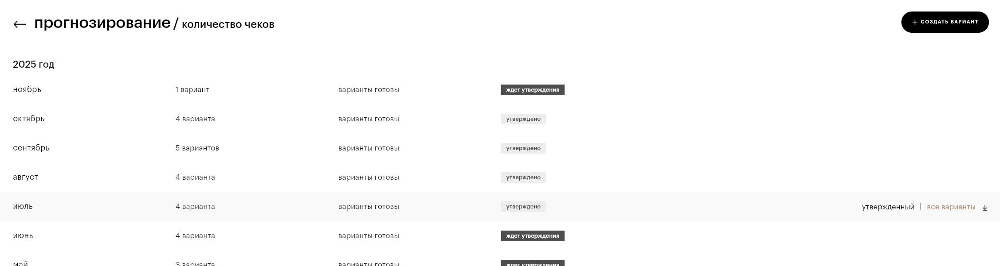 прогнозирование / количество чеков
+ СОЗДАТЬ ВАРИАНТ
2025 год
ноябрь 1 вариант варианты готовы ждет утверждения
октябрь 4 варианта варианты готовы утверждено
сентябрь 5 вариантов варианты готовы утверждено
август 4 варианта варианты готовы утверждено
июль 4 варианта варианты готовы утверждено утвержденный | все варианты
июнь 4 варианта варианты готовы ждет утверждения
май 3 варианта варианты готовы ждет утверждения